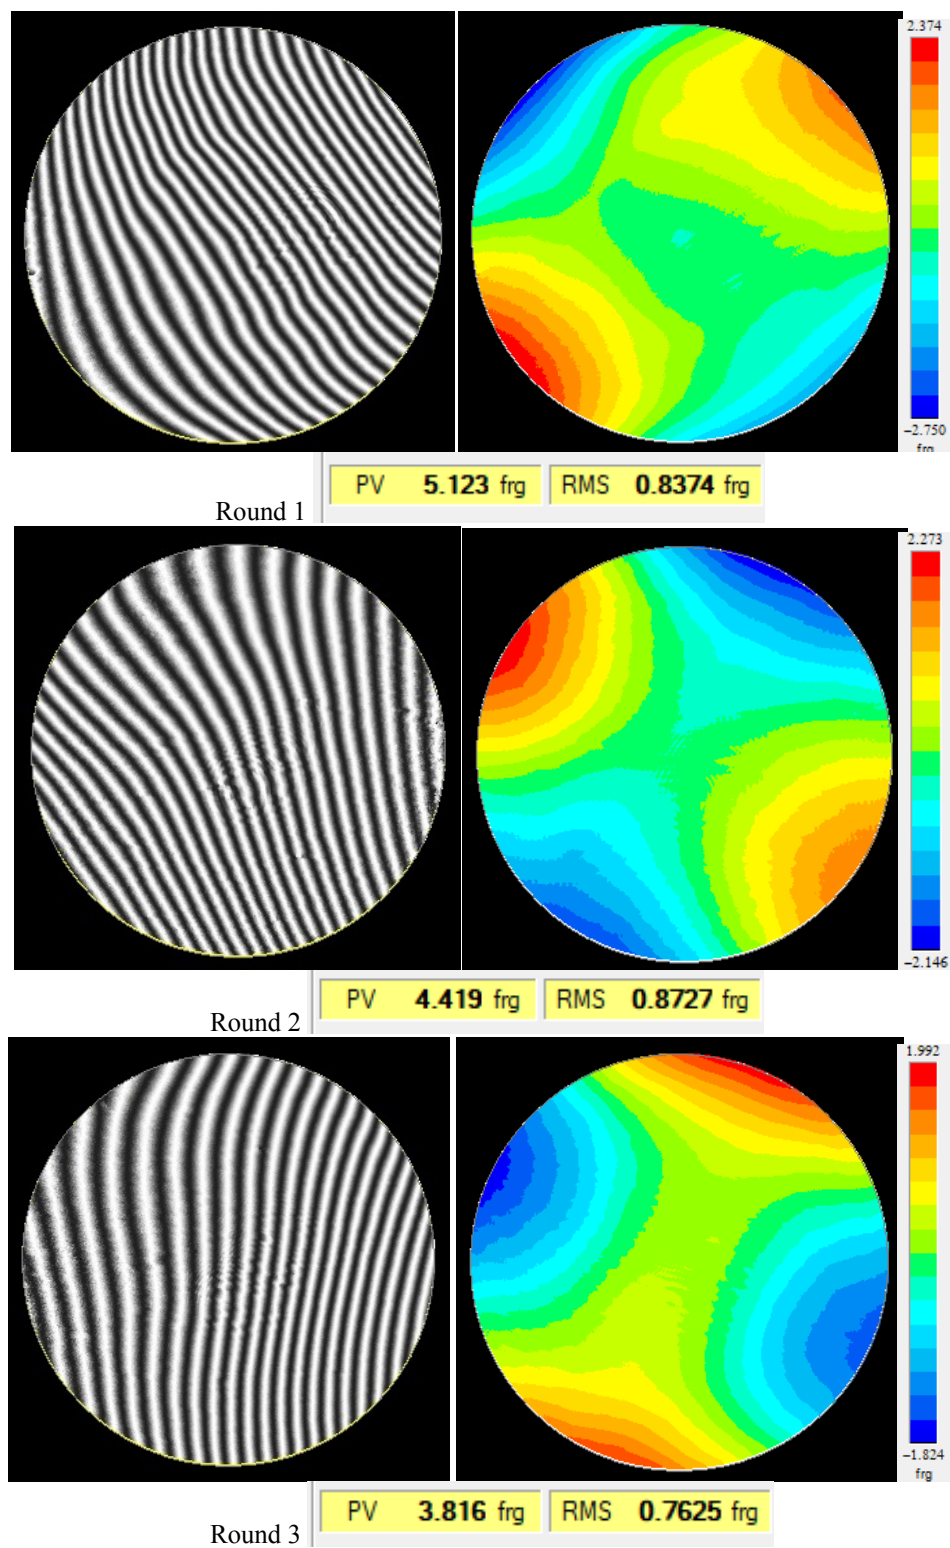 2.374
−2.750
frg
PV 5.123 frg RMS 0.8374 frg
Round 1
2.273
−2.146
PV 4.419 frg RMS 0.8727 frg
Round 2
1.992
−1.824
frg
PV 3.816 frg RMS 0.7625 frg
Round 3